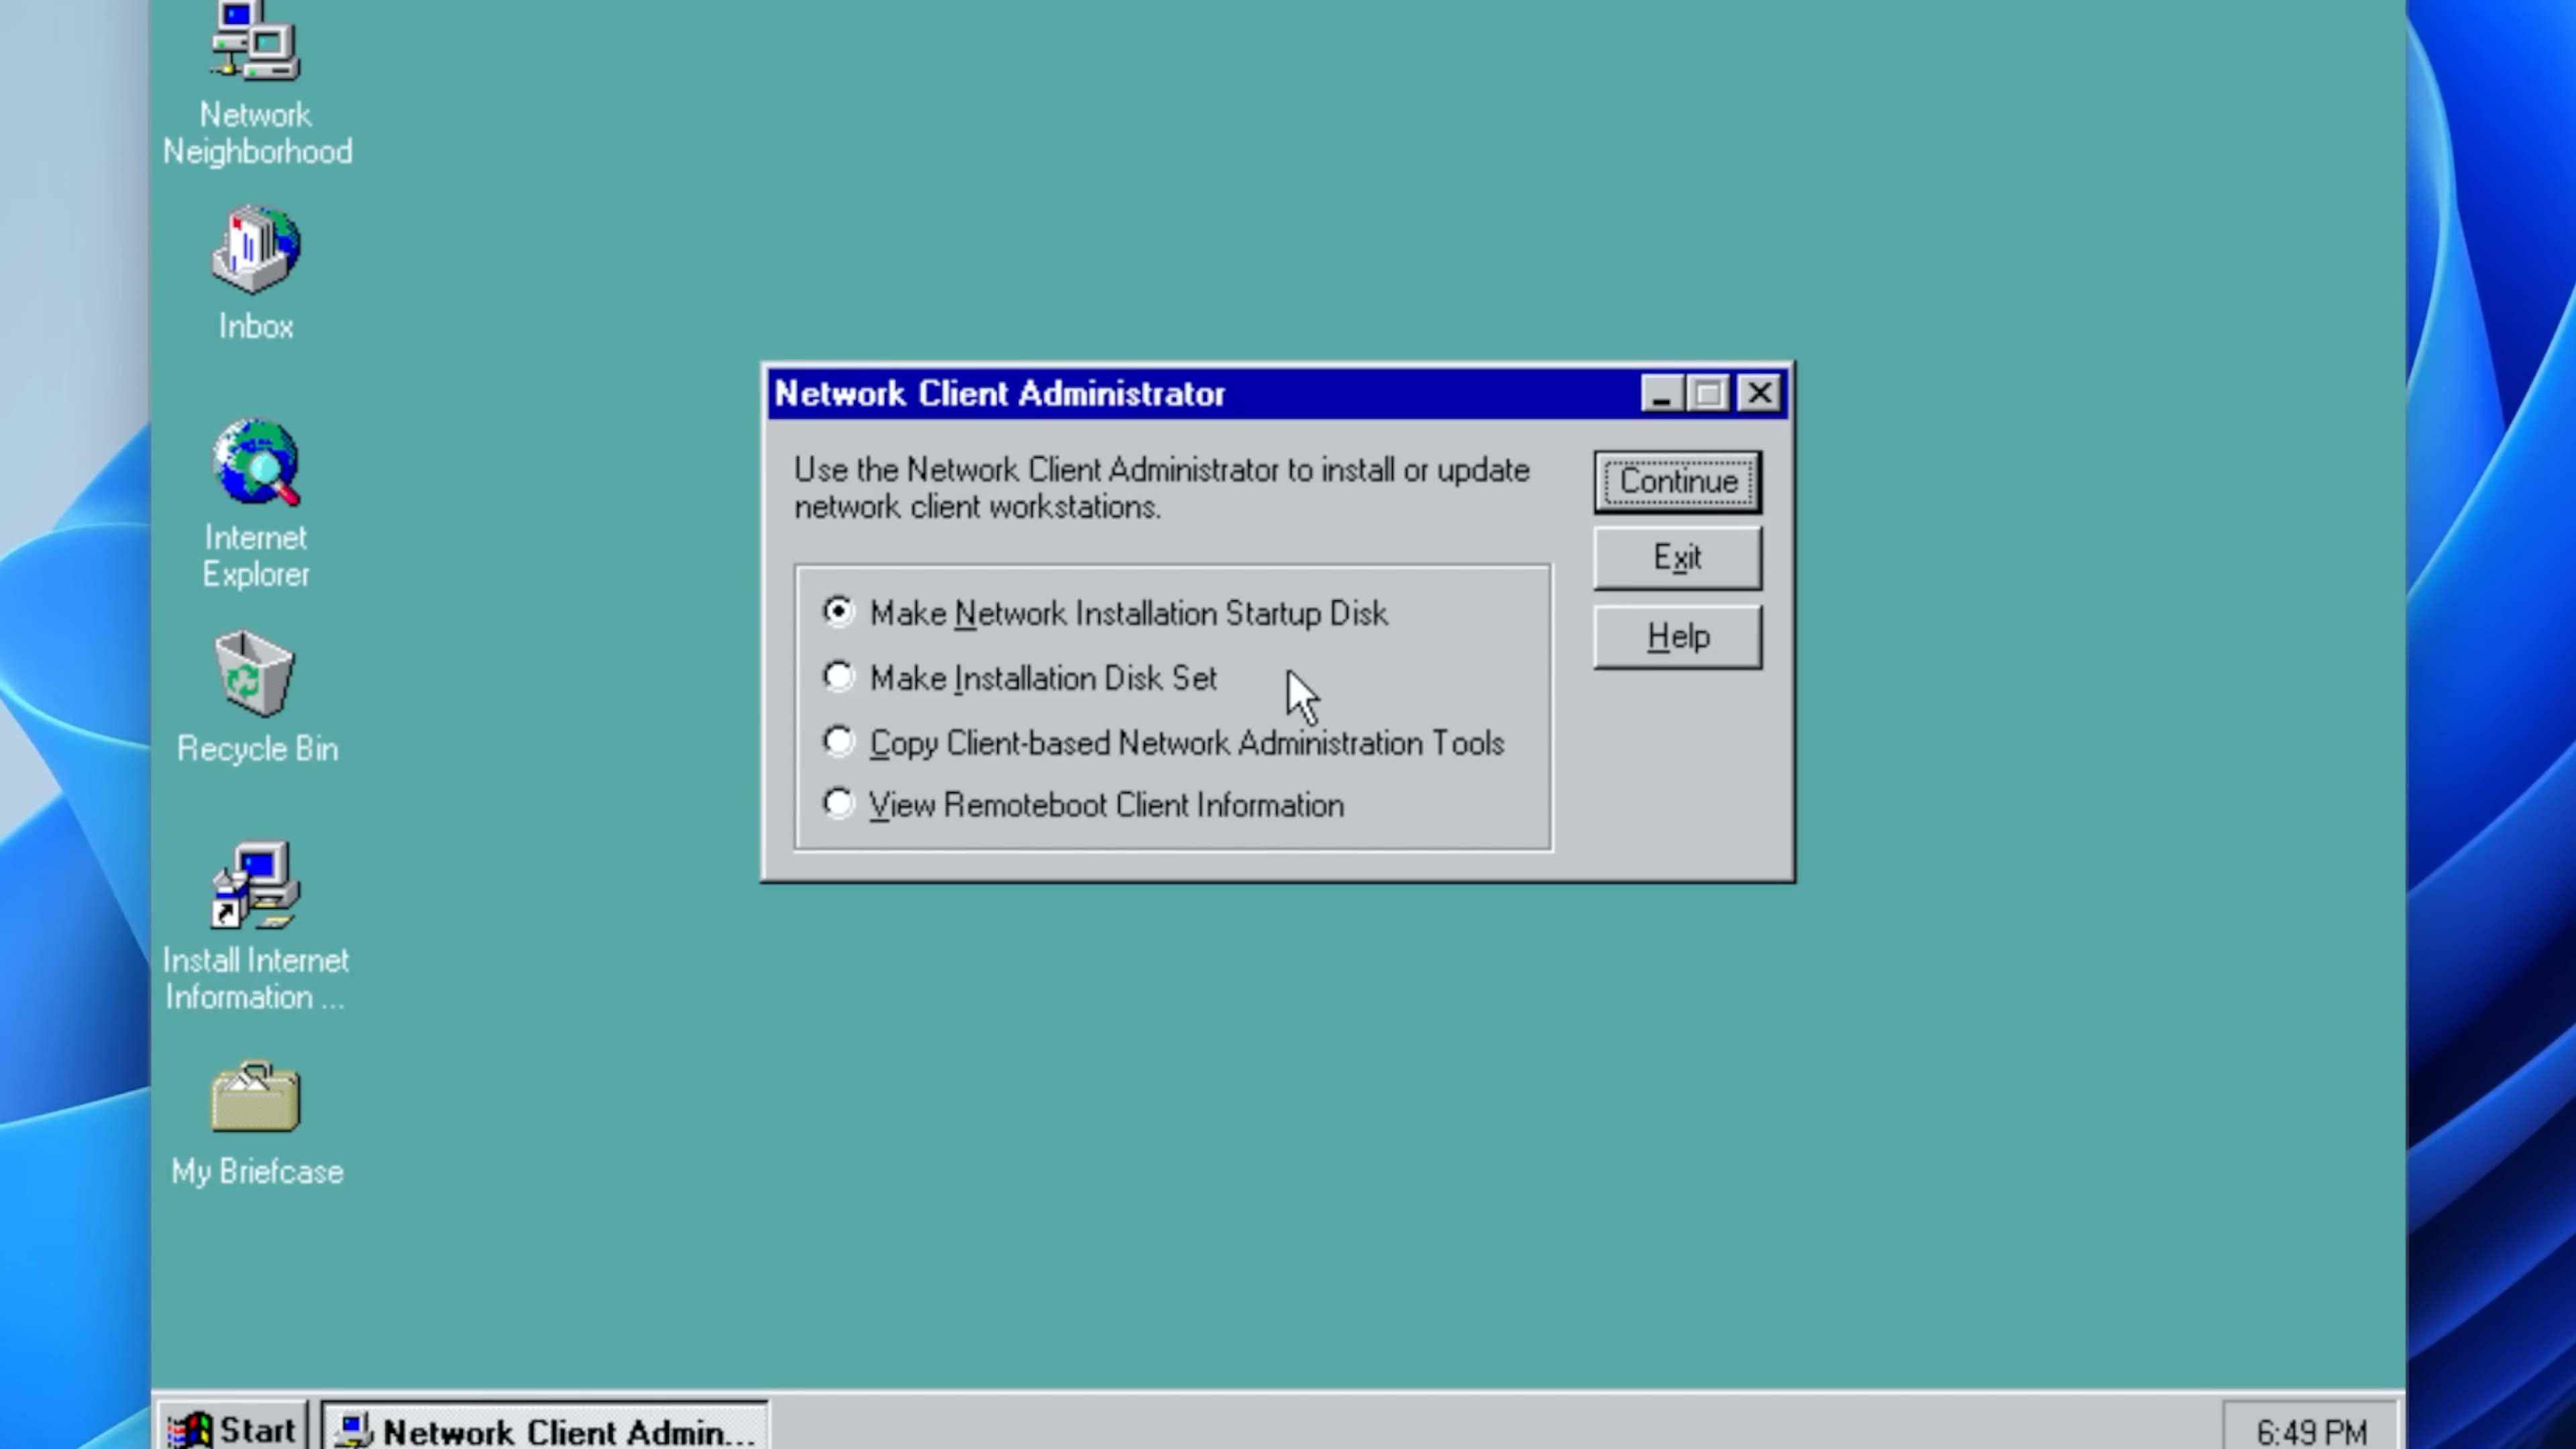 Network
Neighborhood
Inbox
Internet
Explorer
Recycle Bin
Install Internet
Information ...
My Briefcase
Network Client Administrator
Use the Network Client Administrator to install or update
network client workstations.
Make Network Installation Startup Disk
Make Installation Disk Set
Copy Client-based Network Administration Tools
View Remoteboot Client Information
Continue
Exit
Help
Start
Network Client Admin...
6:49 PM